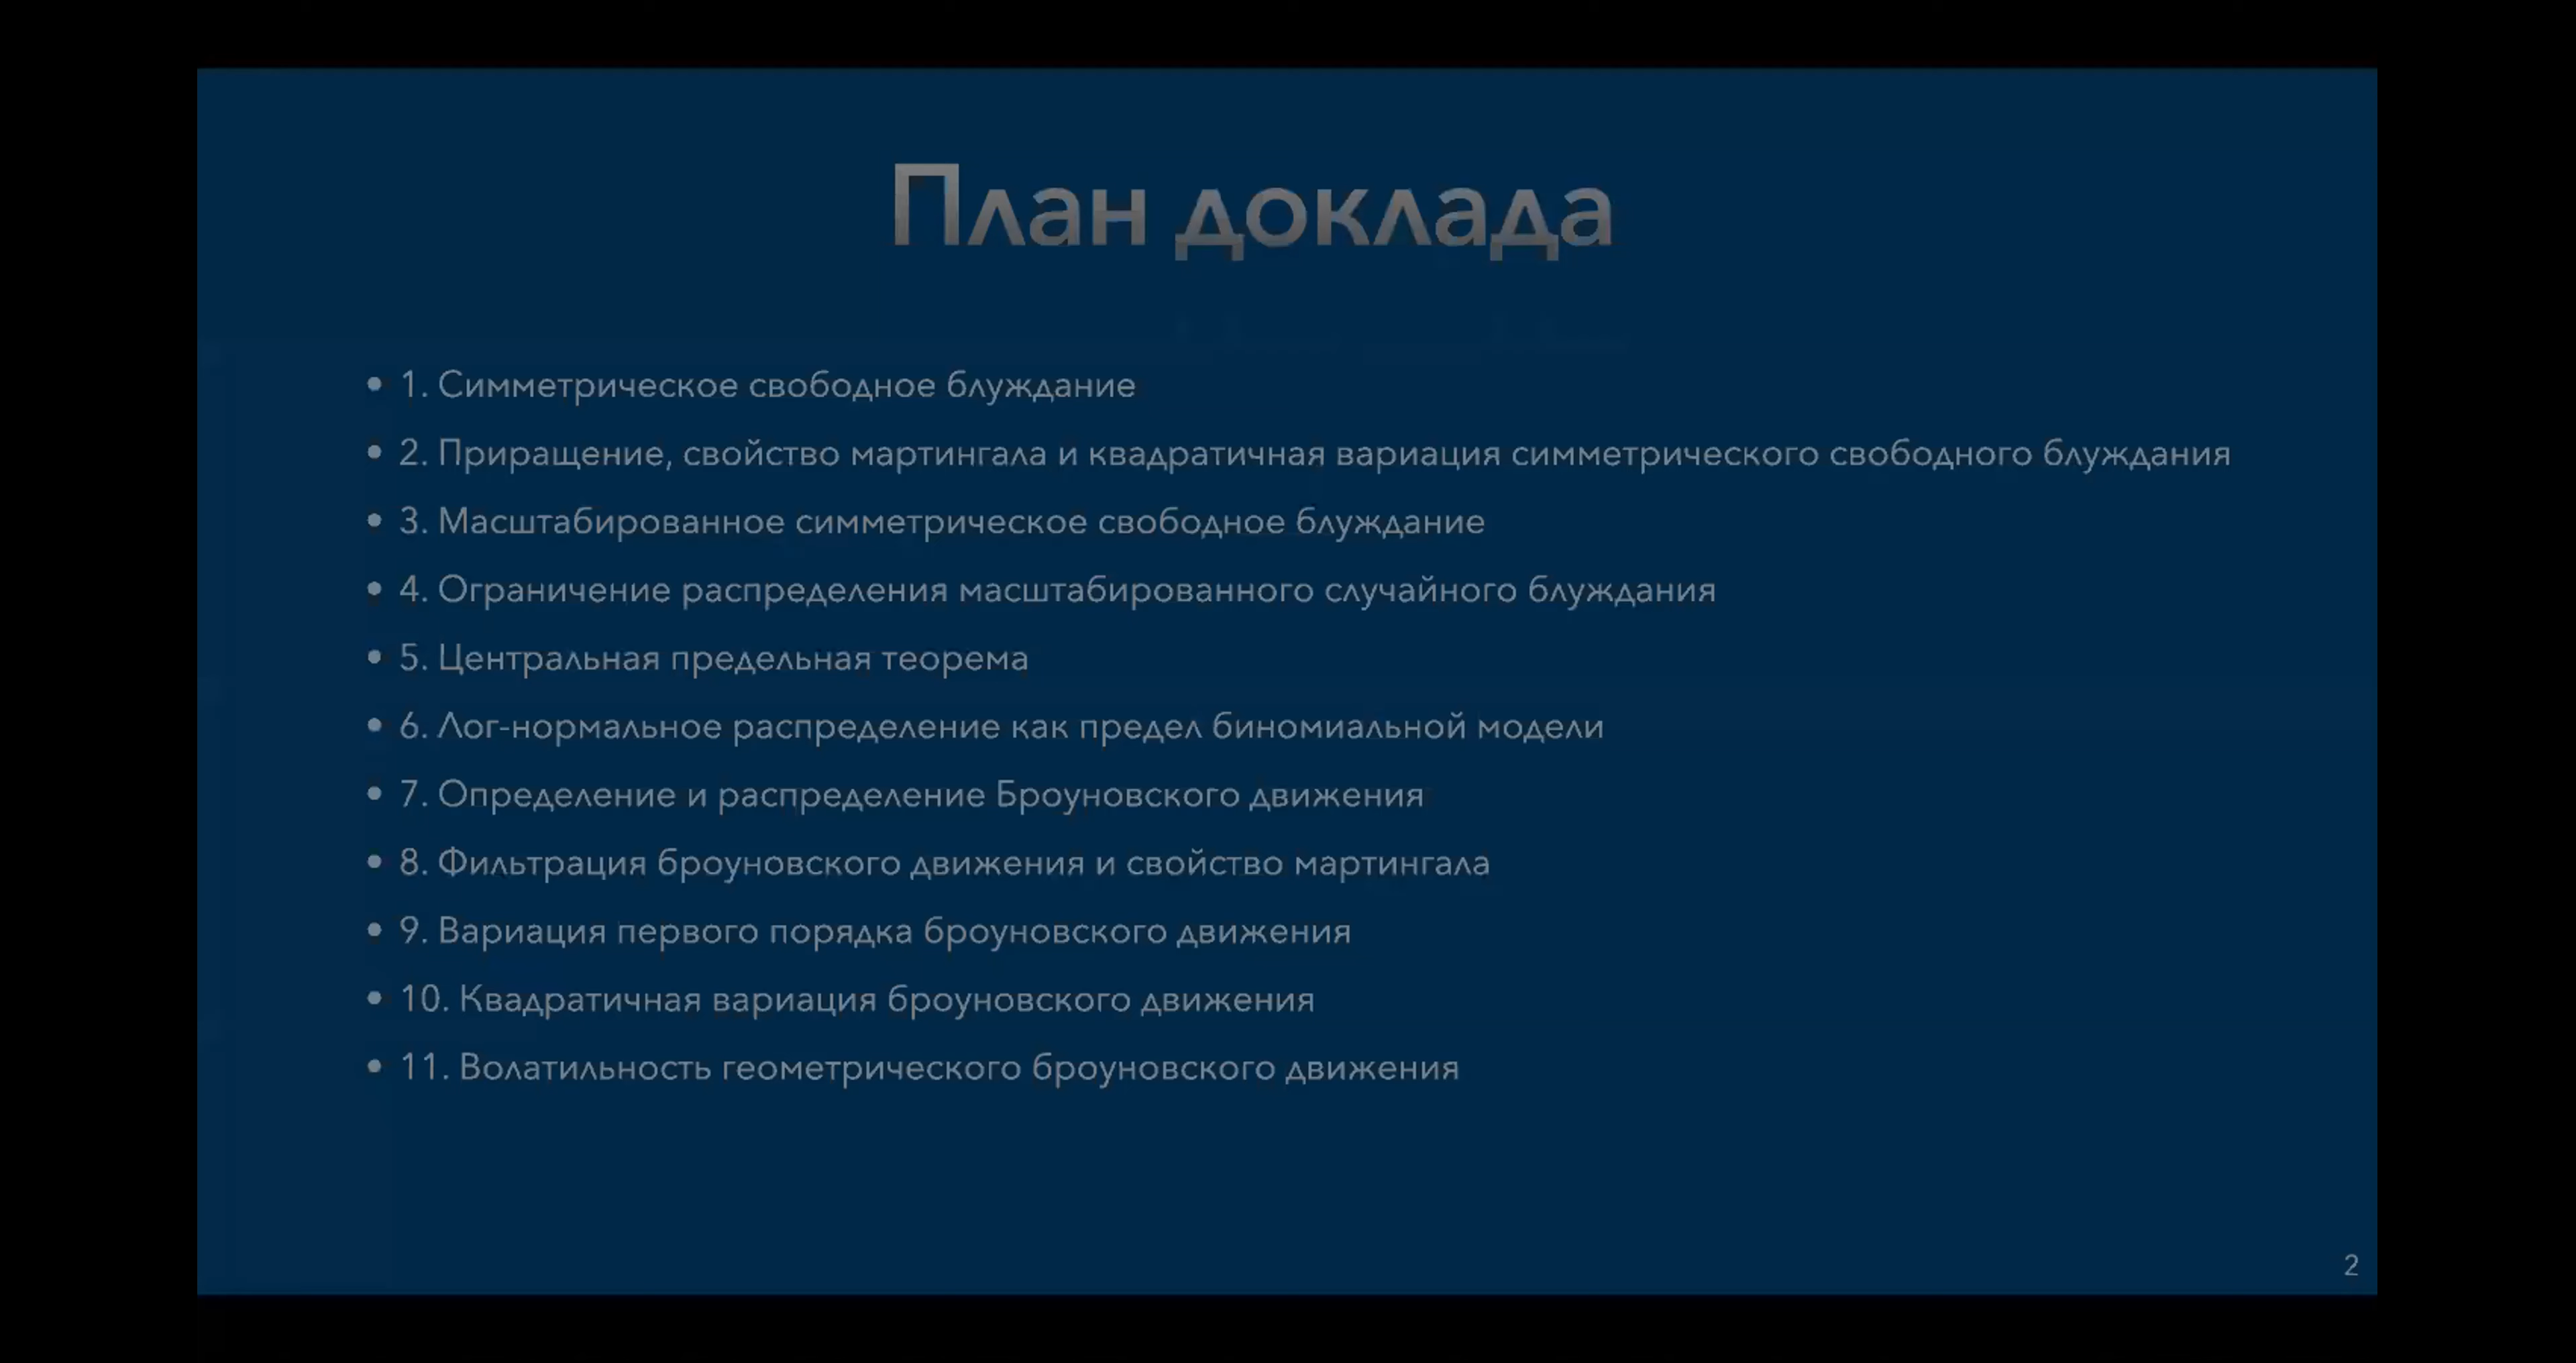 План доклада
• 1. Симметрическое свободное блуждание
• 2. Приращение, свойство мартингала и квадратичная вариация симметрического свободного блуждания
• 3. Масштабированное симметрическое свободное блуждание
• 4. Ограничение распределения масштабированного случайного блуждания
• 5. Центральная предельная теорема
• 6. Лог-нормальное распределение как предел биномиальной модели
• 7. Определение и распределение Броуновского движения
• 8. Фильтрация броуновского движения и свойство мартингала
• 9. Вариация первого порядка броуновского движения
• 10. Квадратичная вариация броуновского движения
• 11. Волатильность геометрического броуновского движения
2